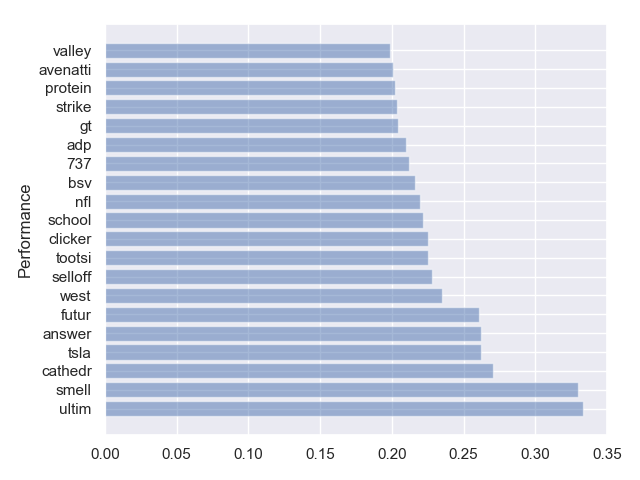 valley
avenatti
protein
strike
gt
adp
737
bsv
nfl
school
clicker
tootsi
selloff
west
futur
answer
tsla
cathedr
smell
ultim
Performance
0.00 0.05 0.10 0.15 0.20 0.25 0.30 0.35